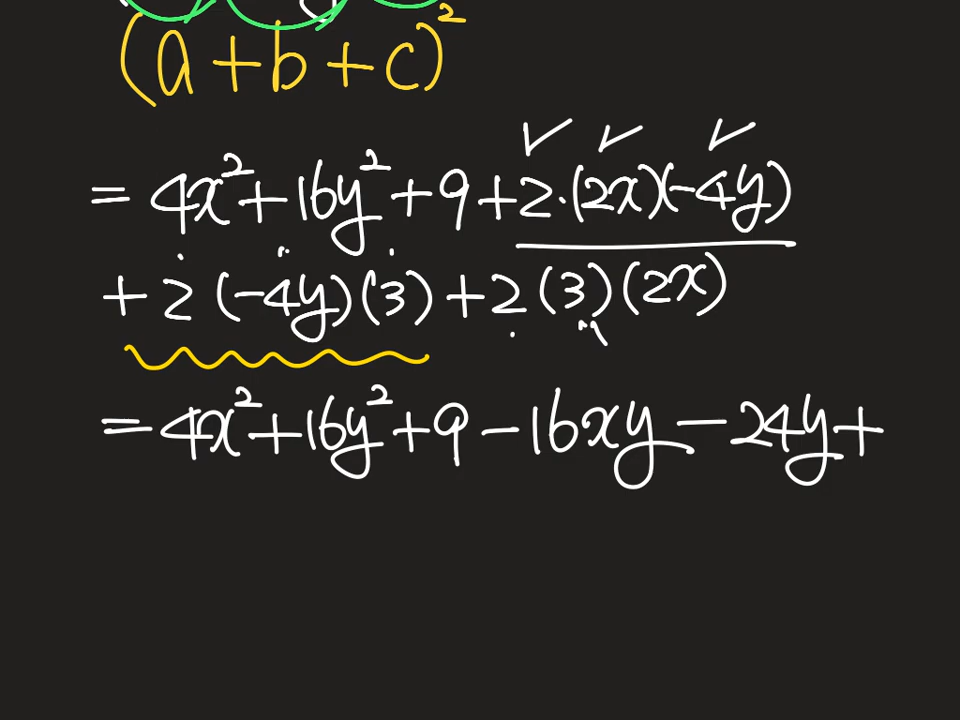 (a+b+c)²
= 4x²+16y²+9+2·(2x)(-4y)
+2(-4y)(3)+2(3)(2x)
=4x²+16y²+9-16xy-24y+